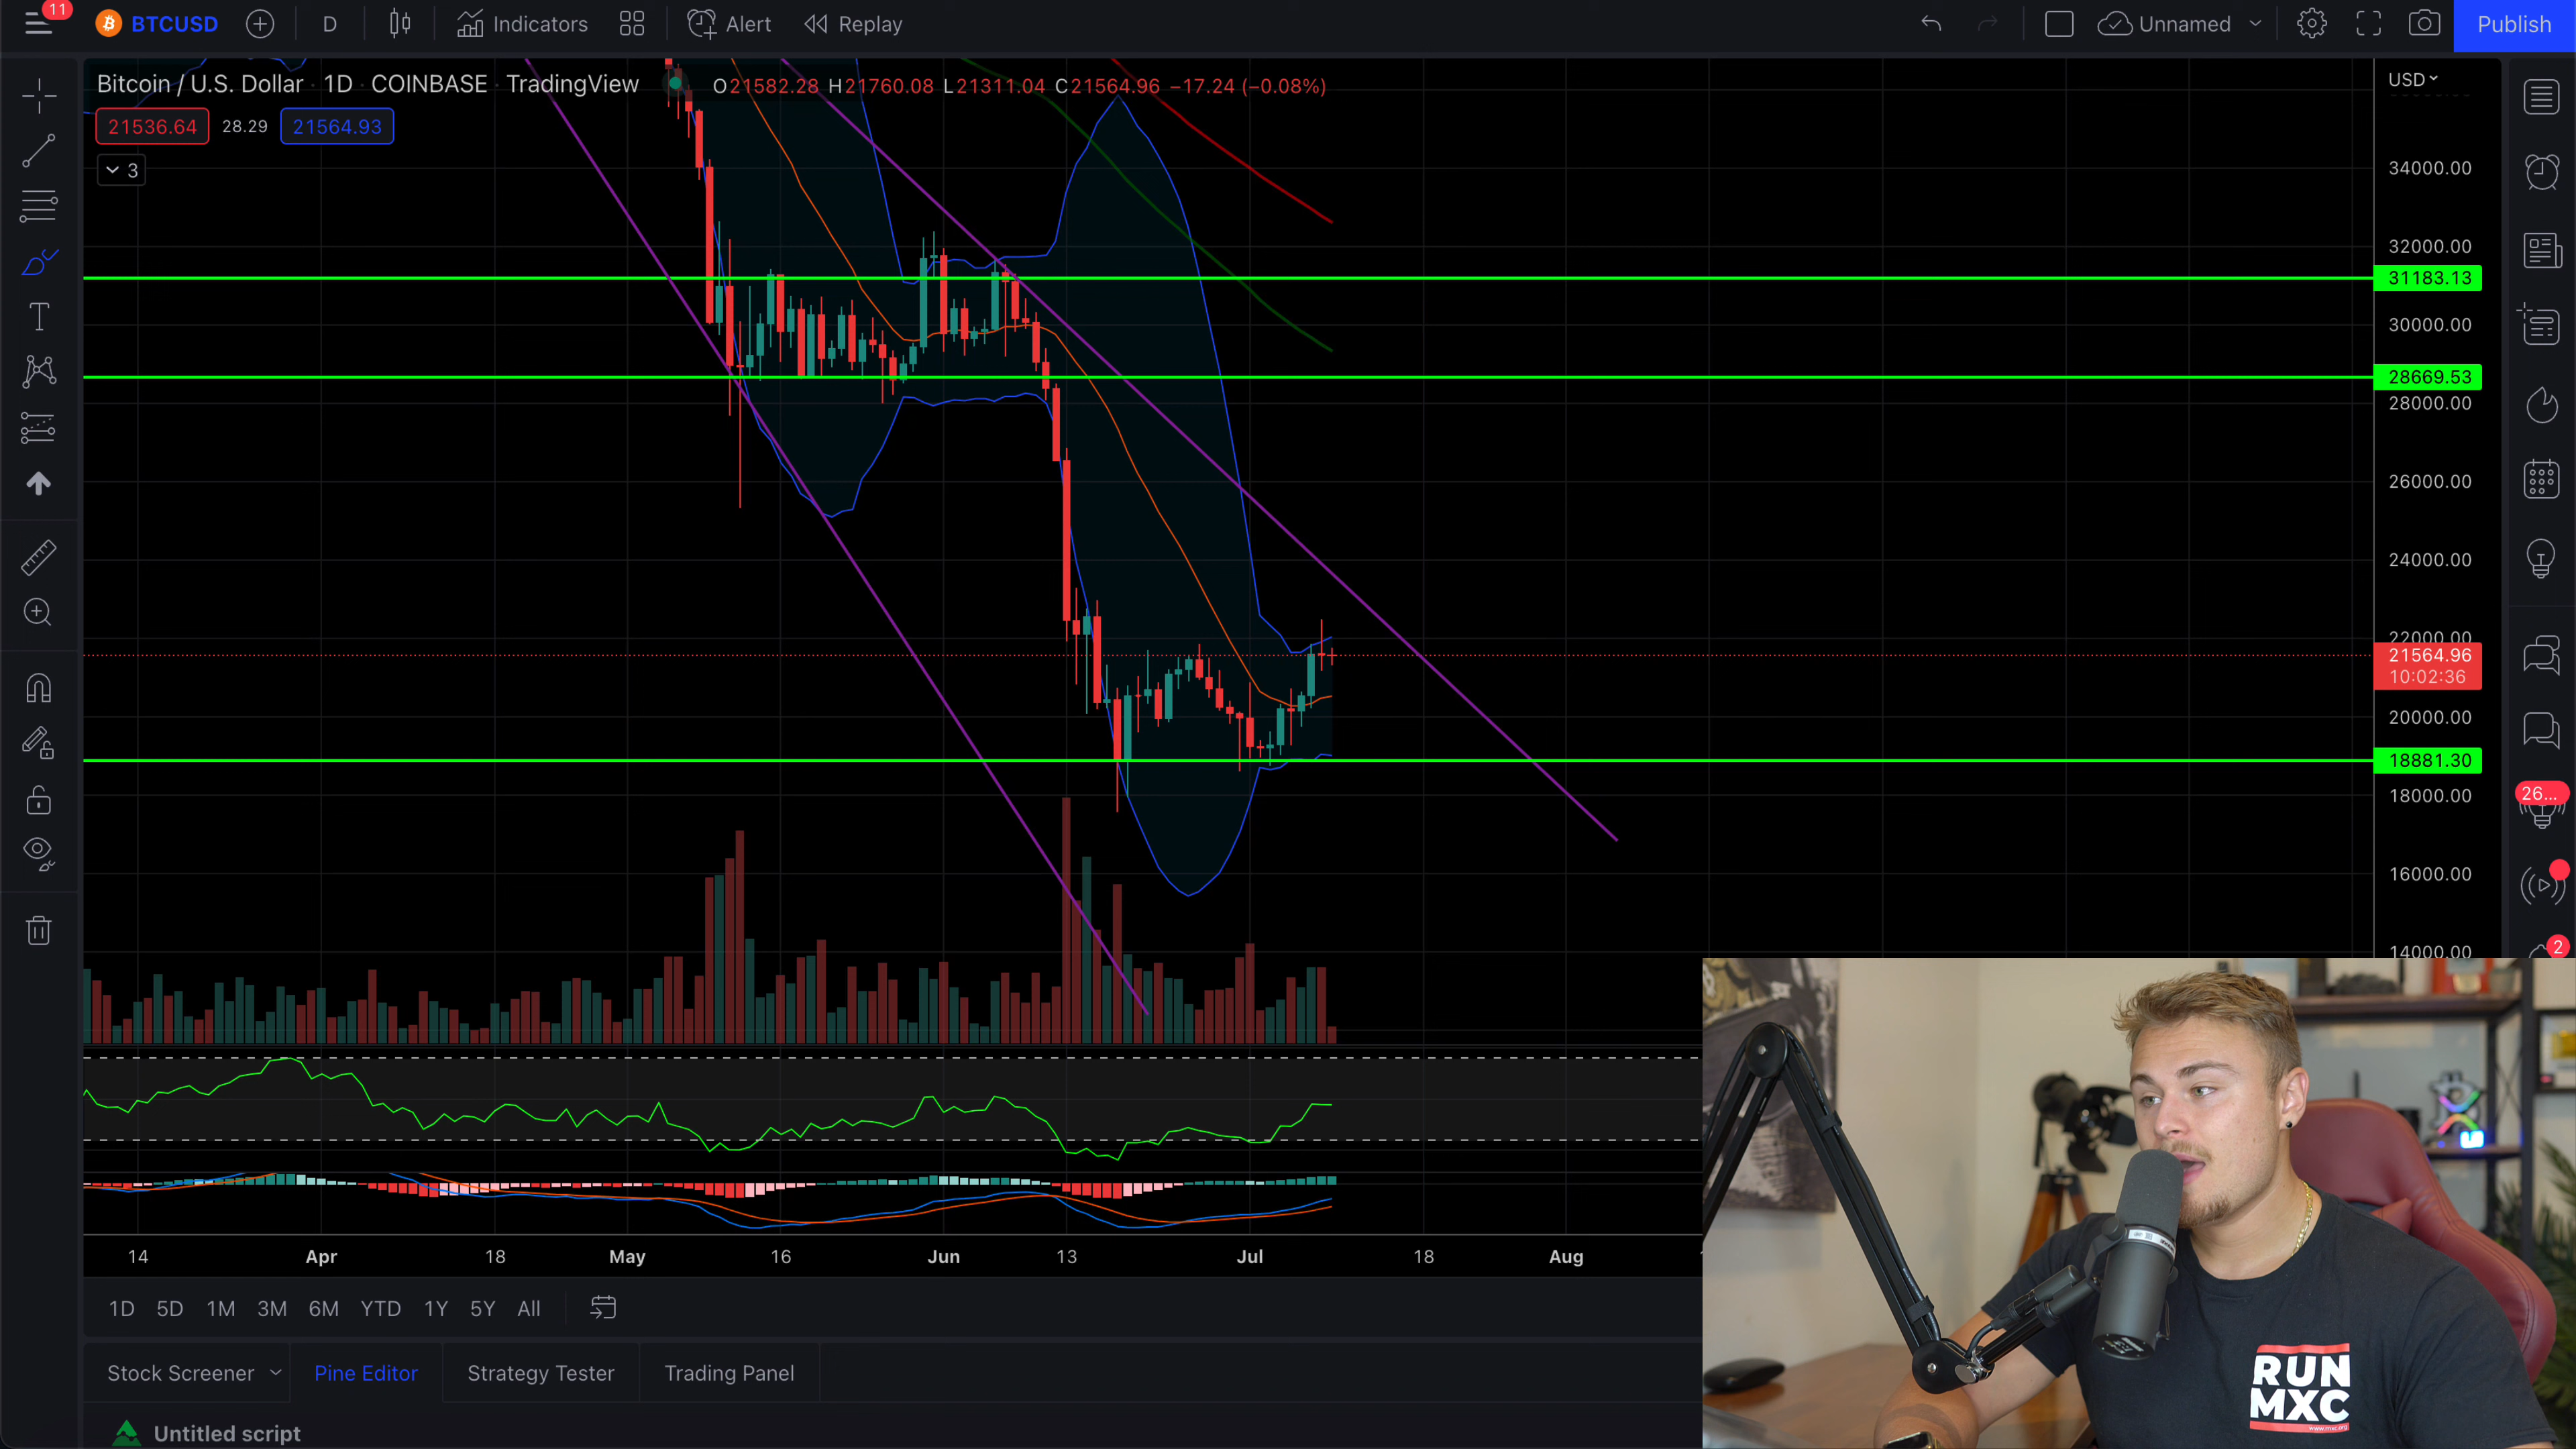 11
BTCUSD D Indicators Alert Replay Unnamed Publish
Bitcoin / U.S. Dollar · 1D · COINBASE · TradingView O21582.28 H21760.08 L21311.04 C21564.96 −17.24 (−0.08%)
USD
21536.64 28.29 21564.93
3
34000.00
32000.00
31183.13
30000.00
28669.53
28000.00
26000.00
24000.00
22000.00
21564.96
10:02:36
20000.00
18881.30
18000.00
26...
16000.00
2
14000.00
14 Apr 18 May 16 Jun 13 Jul 18 Aug
1D 5D 1M 3M 6M YTD 1Y 5Y All
Stock Screener Pine Editor Strategy Tester Trading Panel
Untitled script
RUN
MXC